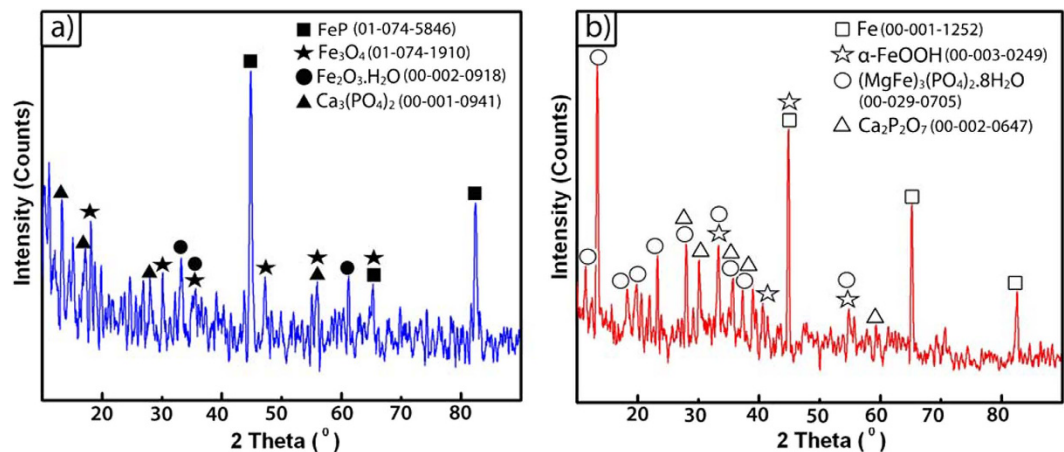 a)
■ FeP (01-074-5846)
★ Fe₃O₄ (01-074-1910)
● Fe₂O₃.H₂O (00-002-0918)
▲ Ca₃(PO₄)₂ (00-001-0941)
Intensity (Counts)
20 30 40 50 60 70 80
2 Theta (⁰)
b)
□ Fe (00-001-1252)
☆ α-FeOOH (00-003-0249)
○ (MgFe)₃(PO₄)₂.8H₂O
(00-029-0705)
△ Ca₂P₂O₇ (00-002-0647)
Intensity (Counts)
20 30 40 50 60 70 80
2 Theta (⁰)